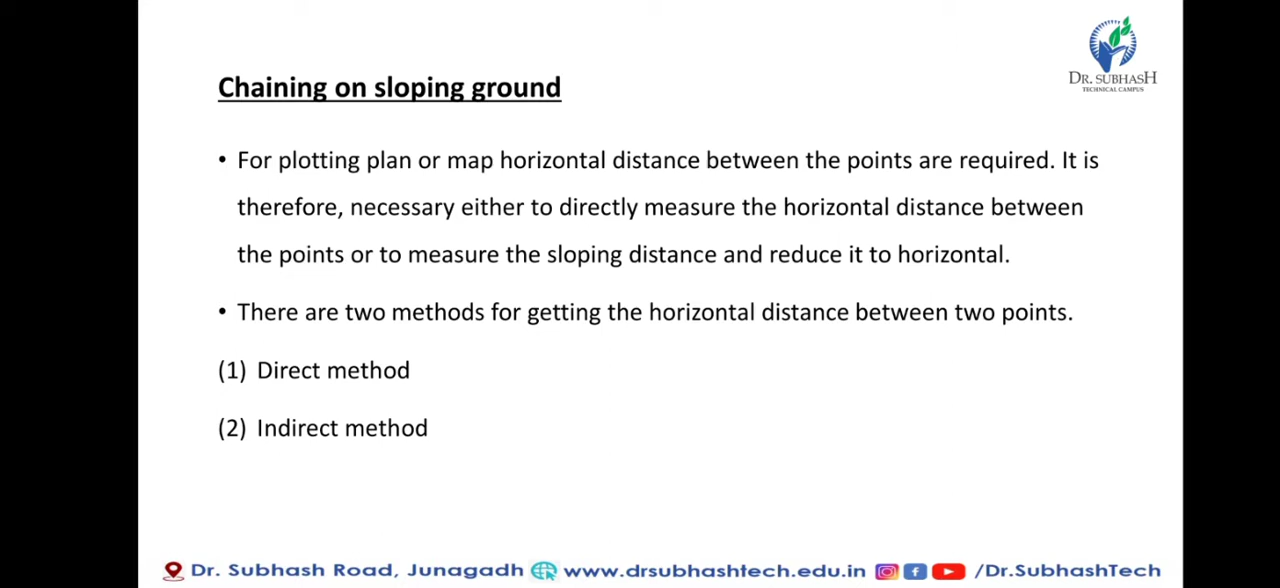 DR. SUBHASH
TECHNICAL CAMPUS
Chaining on sloping ground
• For plotting plan or map horizontal distance between the points are required. It is
therefore, necessary either to directly measure the horizontal distance between
the points or to measure the sloping distance and reduce it to horizontal.
• There are two methods for getting the horizontal distance between two points.
(1) Direct method
(2) Indirect method
Dr. Subhash Road, Junagadh www.drsubhashtech.edu.in /Dr.SubhashTech